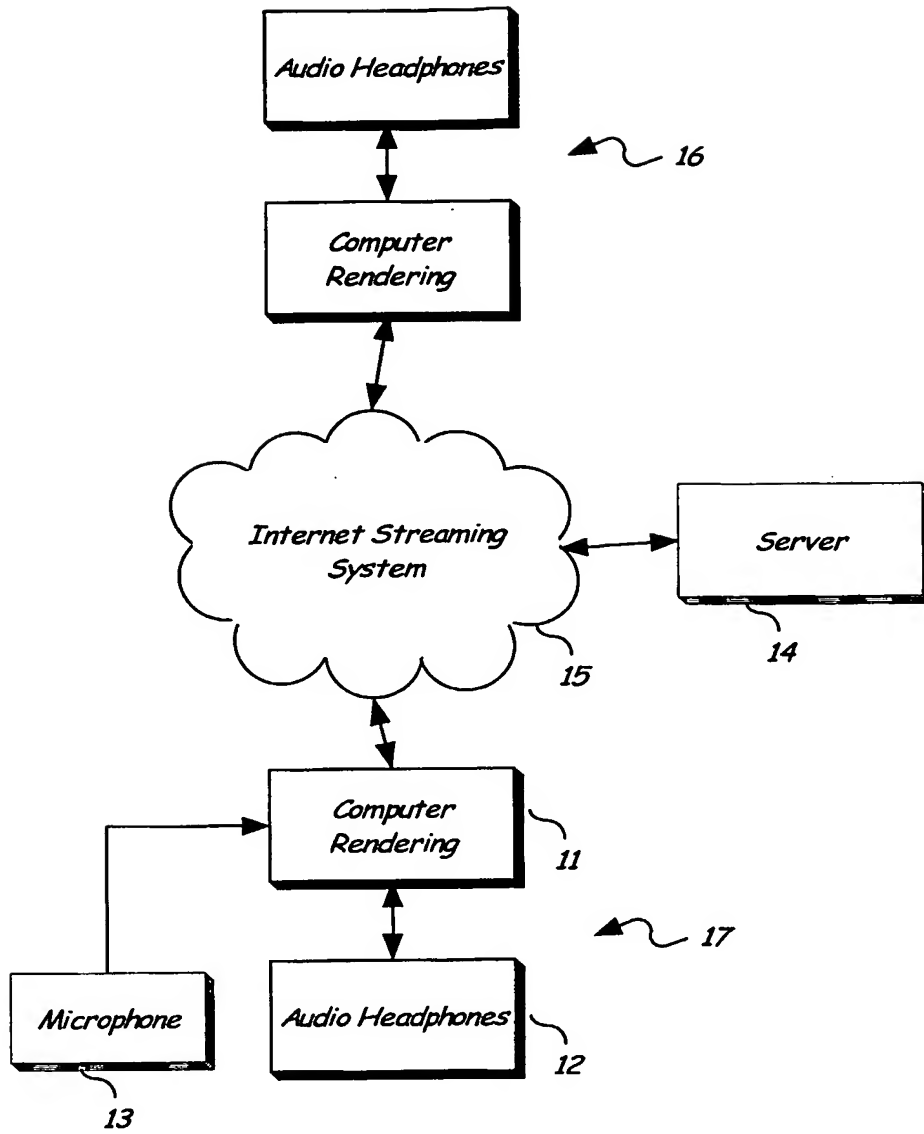 Audio Headphones
16
Computer
Rendering
Internet Streaming
System
Server
14
15
Computer
Rendering
11
17
Microphone
Audio Headphones
12
13